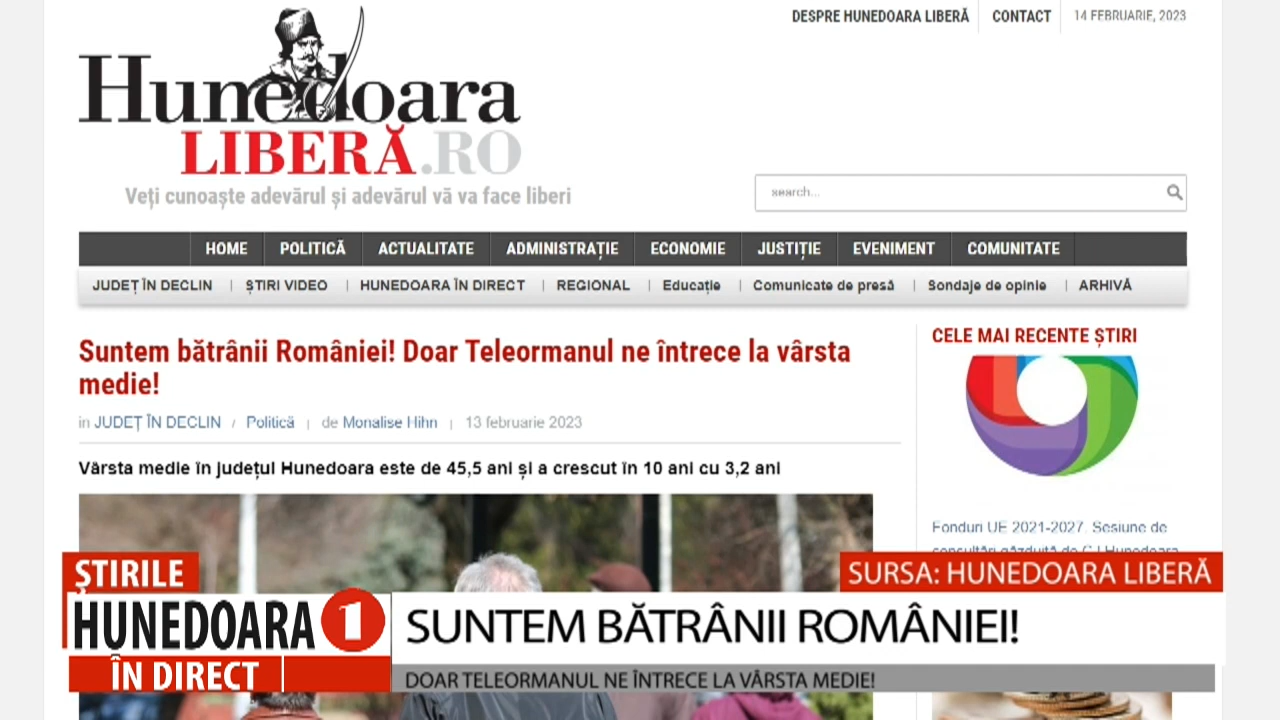 DESPRE HUNEDOARA LIBERĂ
CONTACT
14 FEBRUARIE, 2023
Hunedoara
LIBERĂ.RO
Veți cunoaște adevărul și adevărul vă va face liberi
search...
HOME POLITICĂ ACTUALITATE ADMINISTRAȚIE ECONOMIE JUSTIȚIE EVENIMENT COMUNITATE
JUDEȚ ÎN DECLIN | ȘTIRI VIDEO | HUNEDOARA ÎN DIRECT | REGIONAL | Educație | Comunicate de presă | Sondaje de opinie | ARHIVĂ
Suntem bătrânii României! Doar Teleormanul ne întrece la vârsta
medie!
in JUDEȚ ÎN DECLIN / Politică | de Monalise Hihn | 13 februarie 2023
Vârsta medie în județul Hunedoara este de 45,5 ani și a crescut în 10 ani cu 3,2 ani
CELE MAI RECENTE ȘTIRI
Fonduri UE 2021-2027. Sesiune de
consultări găzduită de CJ Hunedoara
ȘTIRILE
HUNEDOARA 1
ÎN DIRECT
SURSA: HUNEDOARA LIBERĂ
SUNTEM BĂTRÂNII ROMÂNIEI!
DOAR TELEORMANUL NE ÎNTRECE LA VÂRSTA MEDIE!